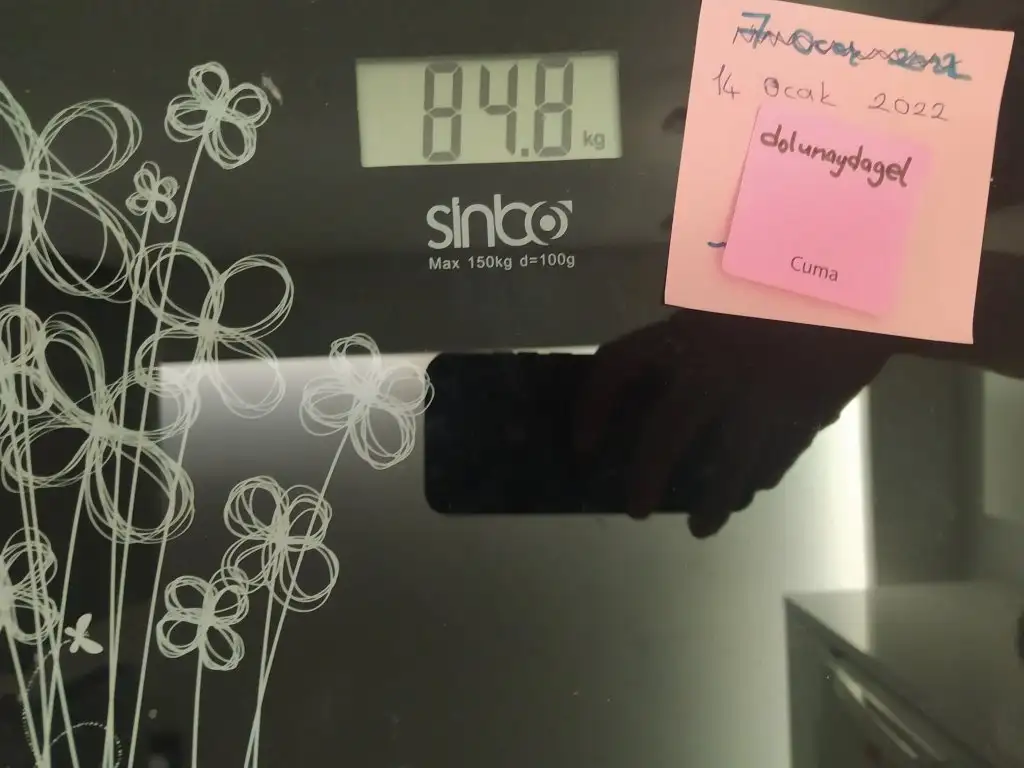 84.8 kg
sinbo
Max 150kg d=100g
14 Ocak 2022
dolunaydagel
Cuma